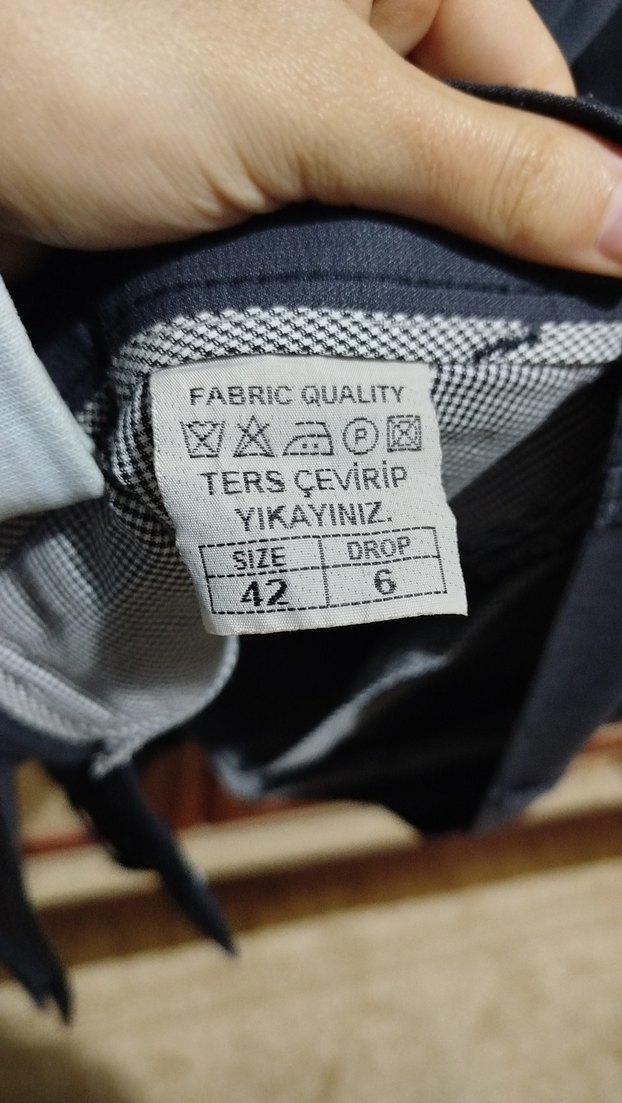 FABRIC QUALITY
P
TERS ÇEVİRİP
YIKAYINIZ.
SIZE DROP
42 6